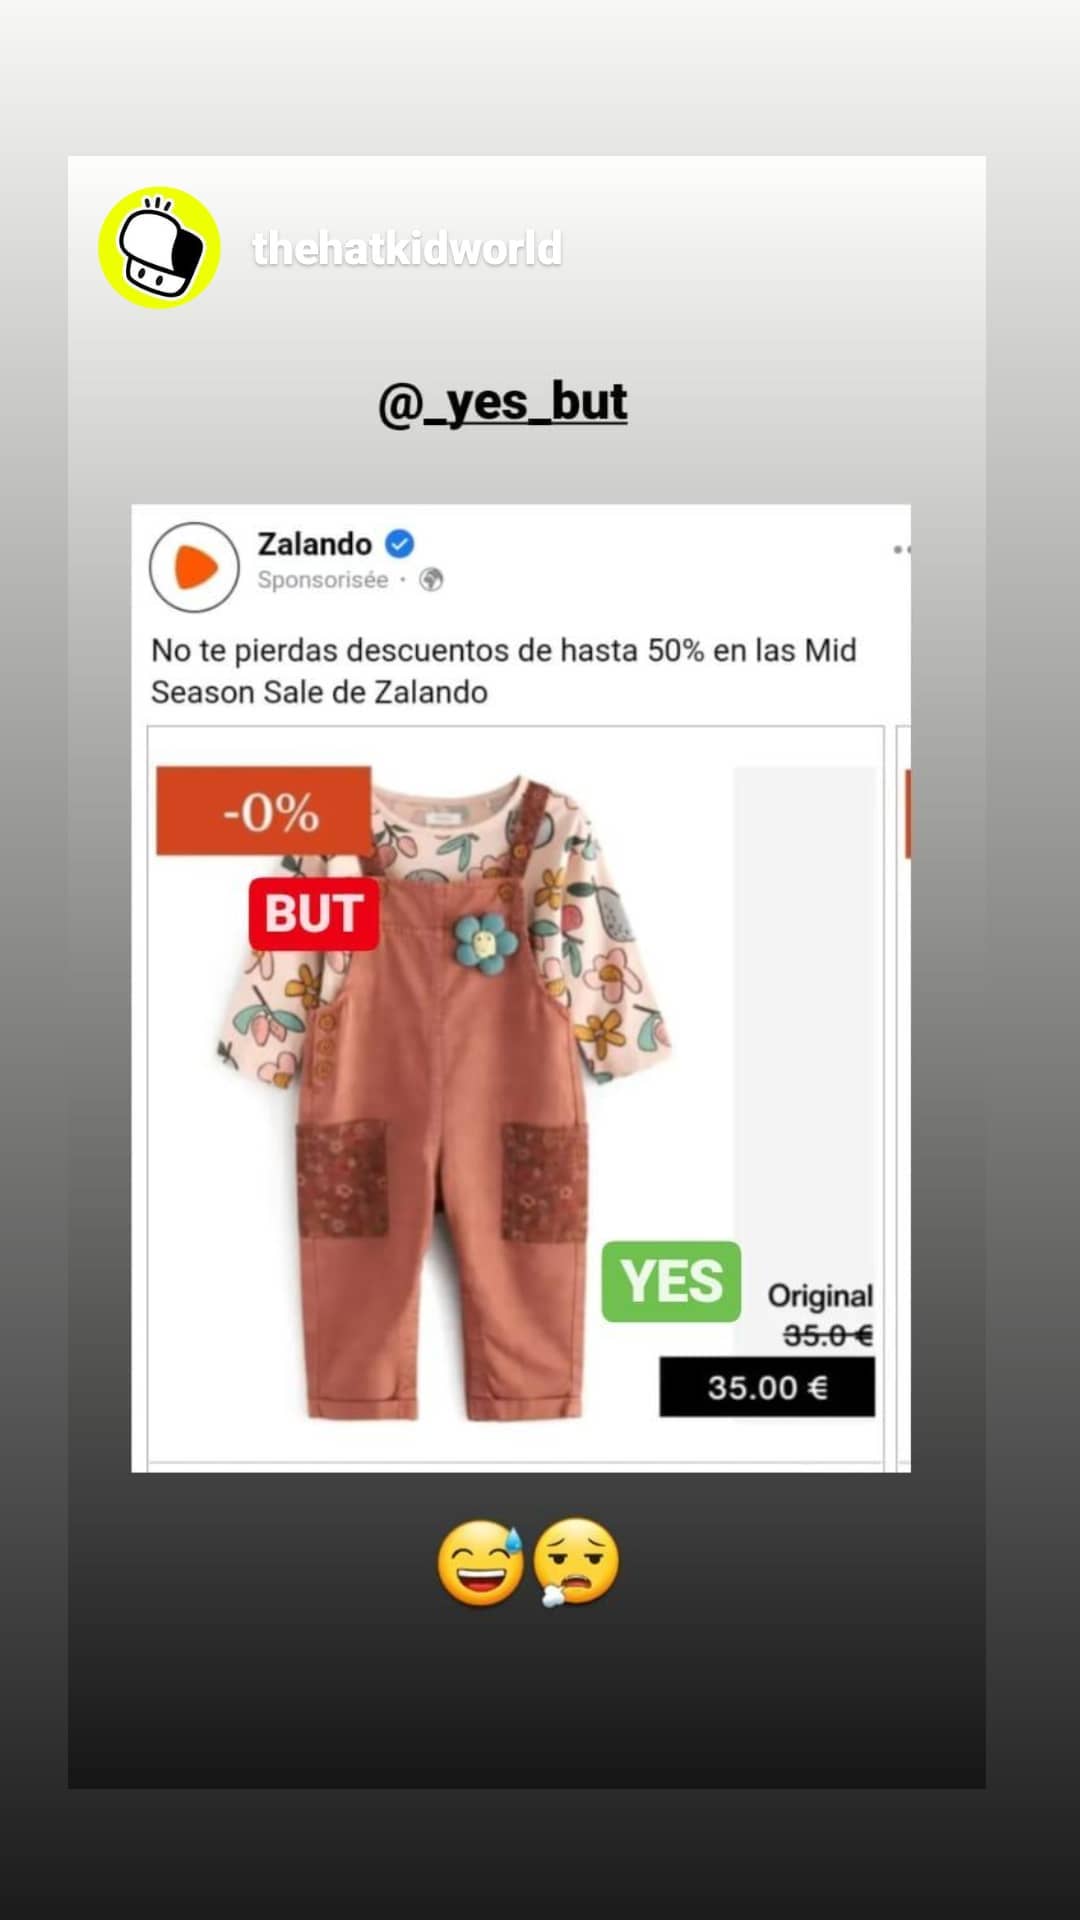 thehatkidworld
@_yes_but
Zalando
Sponsorisée ·
No te pierdas descuentos de hasta 50% en las Mid
Season Sale de Zalando
-0%
BUT
YES
Original
35.0 €
35.00 €